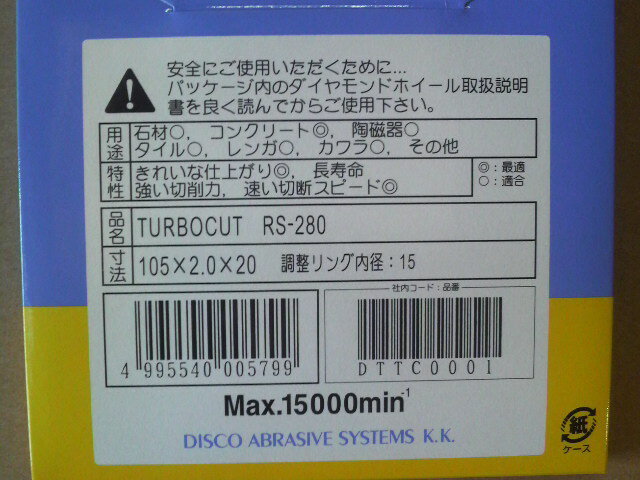 安全にご使用いただくために...
パッケージ内のダイヤモンドホイール取扱説明
書を良く読んでからご使用下さい。
用途
石材○, コンクリート◎, 陶磁器○
タイル○, レンガ○, カワラ○, その他
特性
きれいな仕上がり◎, 長寿命
強い切削力, 速い切断スピード◎
◎:最適
○:適合
品名
TURBOCUT RS-280
寸法
105×2.0×20 調整リング内径:15
社内コード:品番
4 995540 005799
DTTC0001
Max.15000min⁻¹
DISCO ABRASIVE SYSTEMS K.K.
紙
ケース